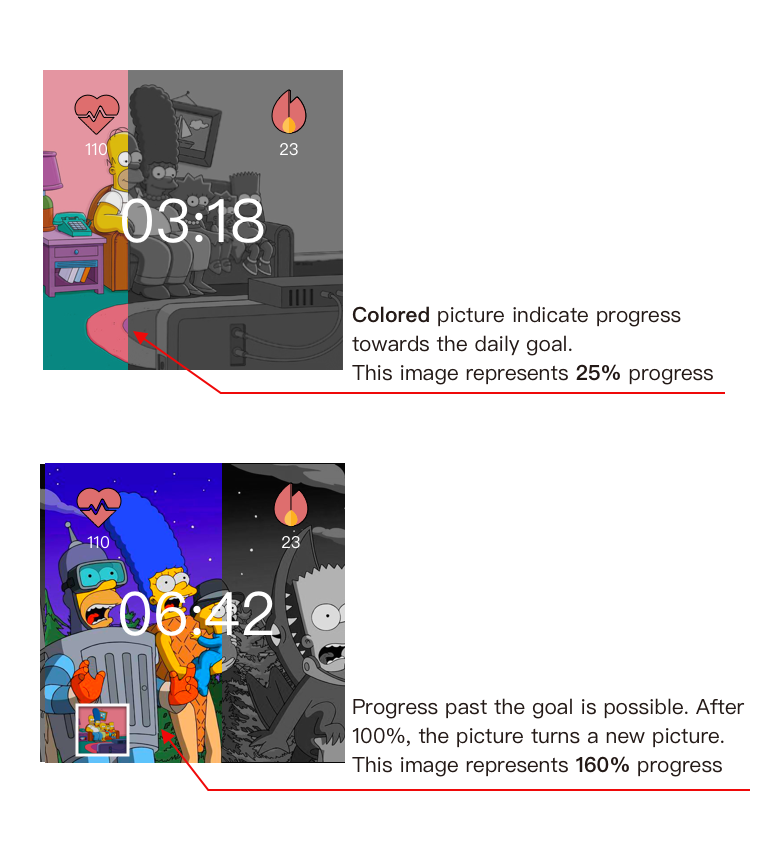 110
23
03:18
Colored picture indicate progress
towards the daily goal.
This image represents 25% progress
110
23
06:42
Progress past the goal is possible. After
100%, the picture turns a new picture.
This image represents 160% progress